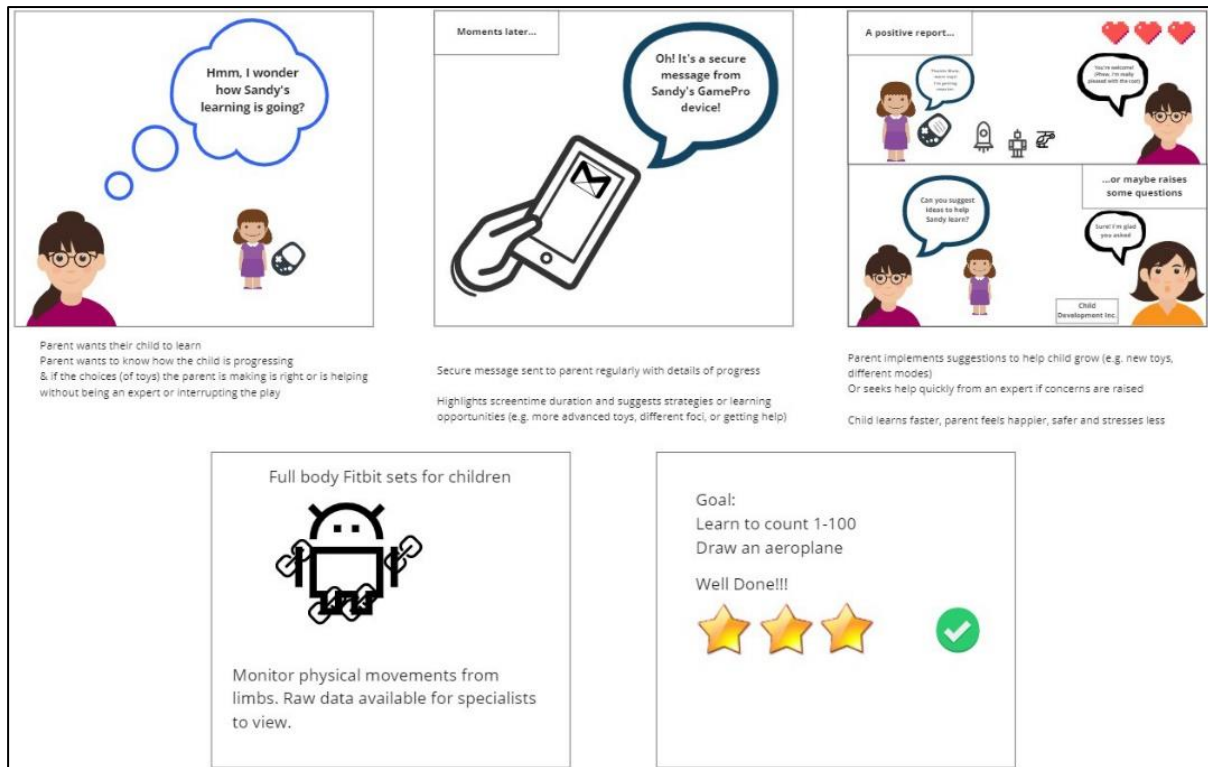 Hmm, I wonder
how Sandy's
learning is going?
Parent wants their child to learn
Parent wants to know how the child is progressing
& if the choices (of toys) the parent is making is right or is helping
without being an expert or interrupting the play
Moments later...
Oh! It's a secure
message from
Sandy's GamePro
device!
Secure message sent to parent regularly with details of progress
Highlights screentime duration and suggests strategies or learning
opportunities (e.g. more advanced toys, different foci, or getting help)
A positive report...
You're welcome!
(Phew, I'm really
pleased with the
...or maybe raises
some questions
Can you suggest
ideas to help
Sandy learn?
Sure! I'm glad
you asked
Child
Development Inc.
Parent implements suggestions to help child grow (e.g. new toys,
different modes)
Or seeks help quickly from an expert if concerns are raised
Child learns faster, parent feels happier, safer and stresses less
Full body Fitbit sets for children
Monitor physical movements from
limbs. Raw data available for specialists
to view.
Goal:
Learn to count 1-100
Draw an aeroplane
Well Done!!!